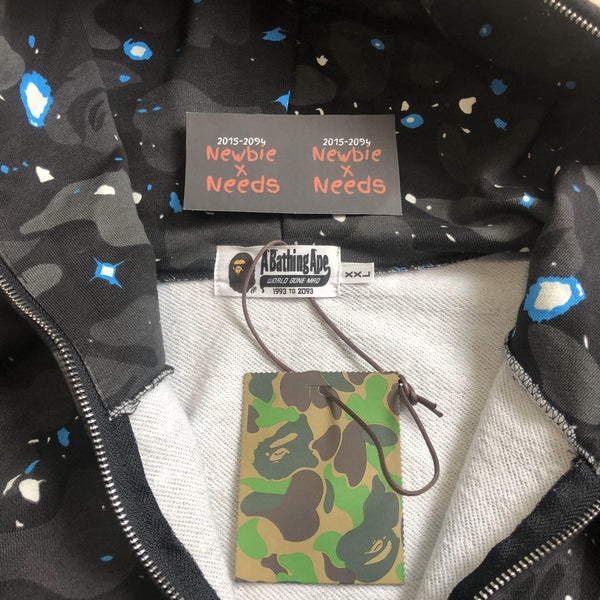 2015-2094
Newbie
x
Needs
2015-2094
Newbie
x
Needs
A Bathing Ape
WORLD GONE MAD
1993 TO 2093
XXL